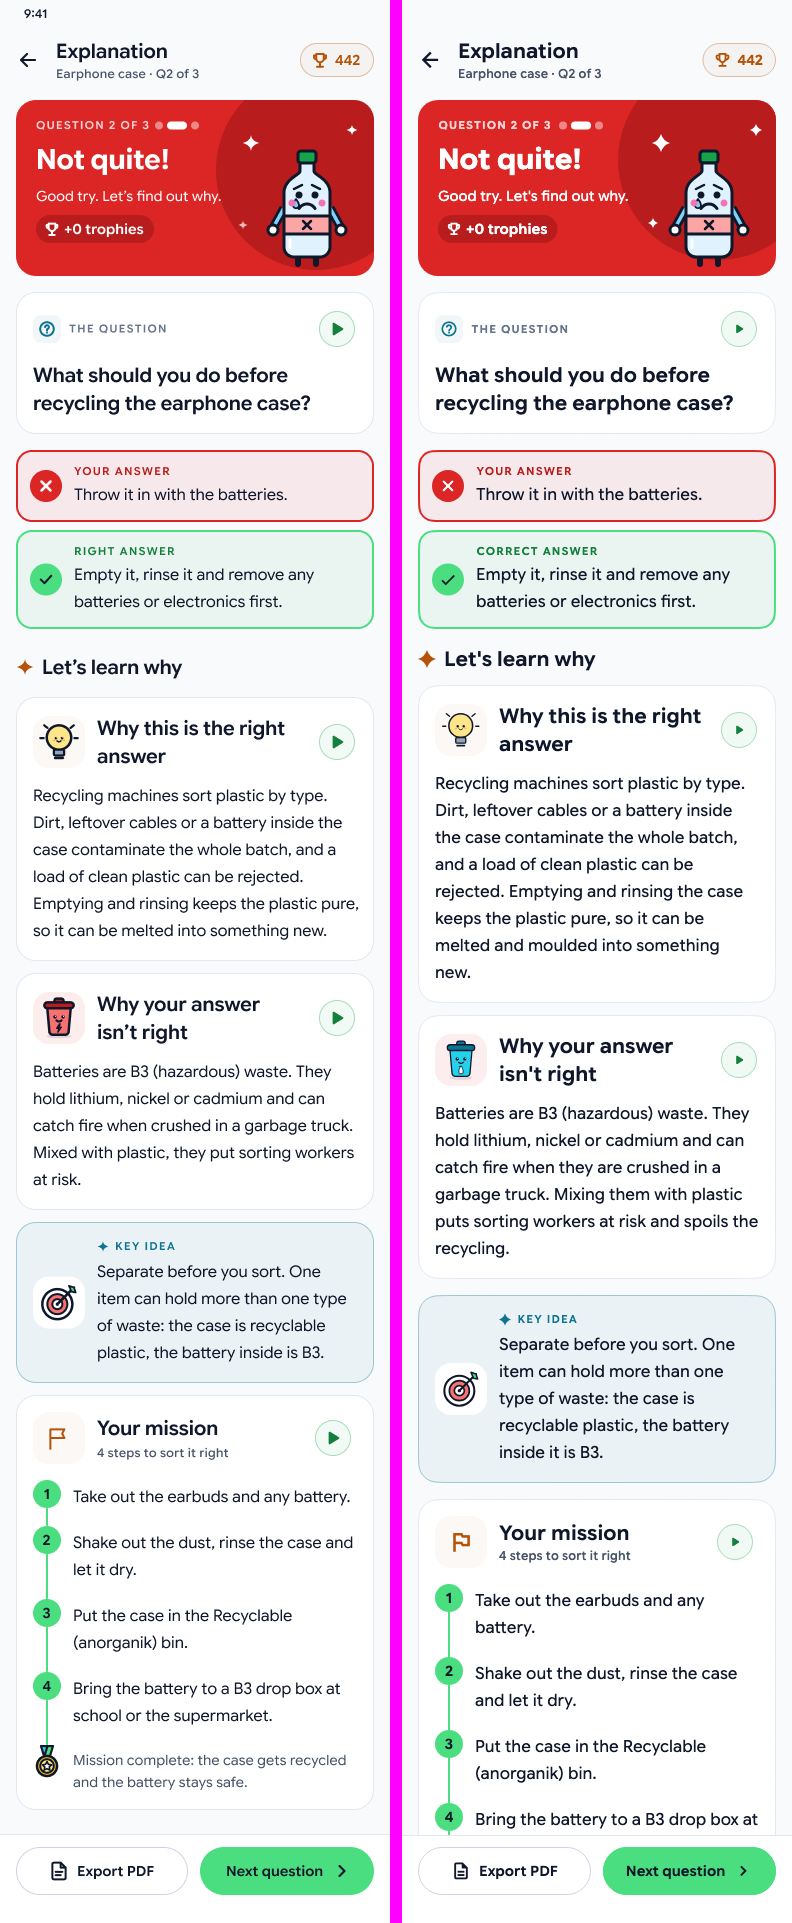 9:41
Explanation
Earphone case · Q2 of 3
442
QUESTION 2 OF 3
Not quite!
Good try. Let’s find out why.
+0 trophies
THE QUESTION
What should you do before
recycling the earphone case?
YOUR ANSWER
Throw it in with the batteries.
RIGHT ANSWER
Empty it, rinse it and remove any
batteries or electronics first.
Let’s learn why
Why this is the right
answer
Recycling machines sort plastic by type.
Dirt, leftover cables or a battery inside the
case contaminate the whole batch, and a
load of clean plastic can be rejected.
Emptying and rinsing keeps the plastic pure,
so it can be melted into something new.
Why your answer
isn’t right
Batteries are B3 (hazardous) waste. They
hold lithium, nickel or cadmium and can
catch fire when crushed in a garbage truck.
Mixed with plastic, they put sorting workers
at risk.
KEY IDEA
Separate before you sort. One
item can hold more than one type
of waste: the case is recyclable
plastic, the battery inside is B3.
Your mission
4 steps to sort it right
1 Take out the earbuds and any battery.
2 Shake out the dust, rinse the case and
let it dry.
3 Put the case in the Recyclable
(anorganik) bin.
4 Bring the battery to a B3 drop box at
school or the supermarket.
Mission complete: the case gets recycled
and the battery stays safe.
Export PDF
Next question
Explanation
Earphone case · Q2 of 3
442
QUESTION 2 OF 3
Not quite!
Good try. Let's find out why.
+0 trophies
THE QUESTION
What should you do before
recycling the earphone case?
YOUR ANSWER
Throw it in with the batteries.
CORRECT ANSWER
Empty it, rinse it and remove any
batteries or electronics first.
Let's learn why
Why this is the right
answer
Recycling machines sort plastic by type.
Dirt, leftover cables or a battery inside
the case contaminate the whole batch,
and a load of clean plastic can be
rejected. Emptying and rinsing the case
keeps the plastic pure, so it can be
melted and moulded into something
new.
Why your answer
isn't right
Batteries are B3 (hazardous) waste. They
hold lithium, nickel or cadmium and can
catch fire when they are crushed in a
garbage truck. Mixing them with plastic
puts sorting workers at risk and spoils the
recycling.
KEY IDEA
Separate before you sort. One
item can hold more than one
type of waste: the case is
recyclable plastic, the battery
inside it is B3.
Your mission
4 steps to sort it right
1 Take out the earbuds and any
battery.
2 Shake out the dust, rinse the case
and let it dry.
3 Put the case in the Recyclable
(anorganik) bin.
4 Bring the battery to a B3 drop box at
Export PDF
Next question